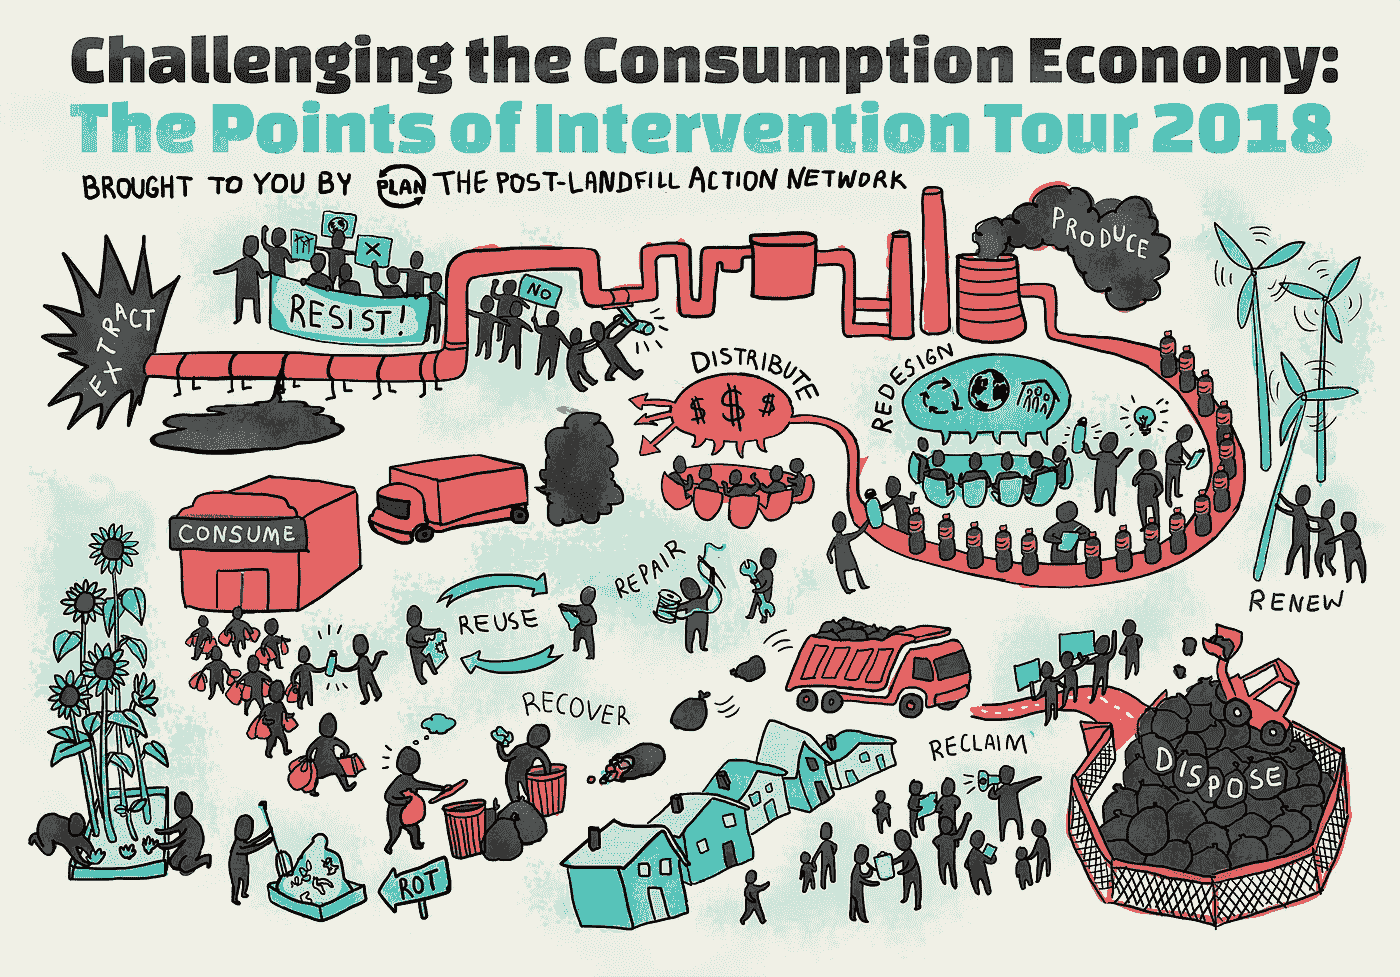 Challenging the Consumption Economy:
The Points of Intervention Tour 2018
BROUGHT TO YOU BY PLAN THE POST-LANDFILL ACTION NETWORK
EXTRACT
RESIST!
NO
PRODUCE
DISTRIBUTE
$ $ $
REDESIGN
CONSUME
RENEW
REPAIR
REUSE
RECOVER
RECLAIM
DISPOSE
ROT